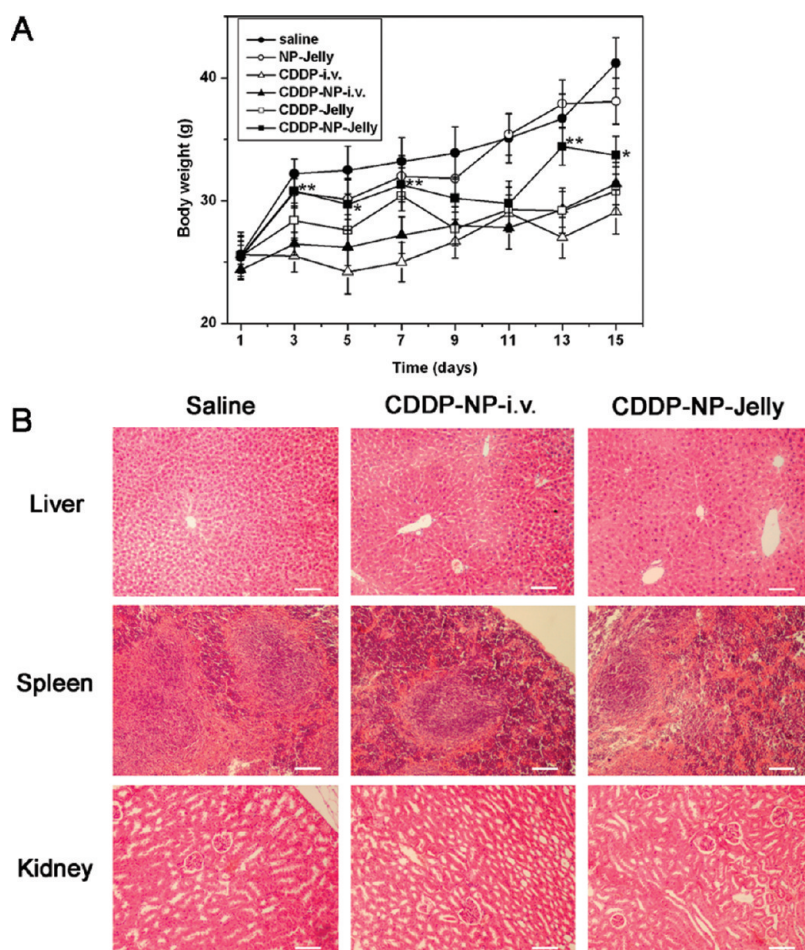 A
saline
NP-Jelly
CDDP-i.v.
CDDP-NP-i.v.
CDDP-Jelly
CDDP-NP-Jelly
Body weight (g)
40
30
20
** * ** ** *
1 3 5 7 9 11 13 15
Time (days)
B
Saline CDDP-NP-i.v. CDDP-NP-Jelly
Liver
Spleen
Kidney